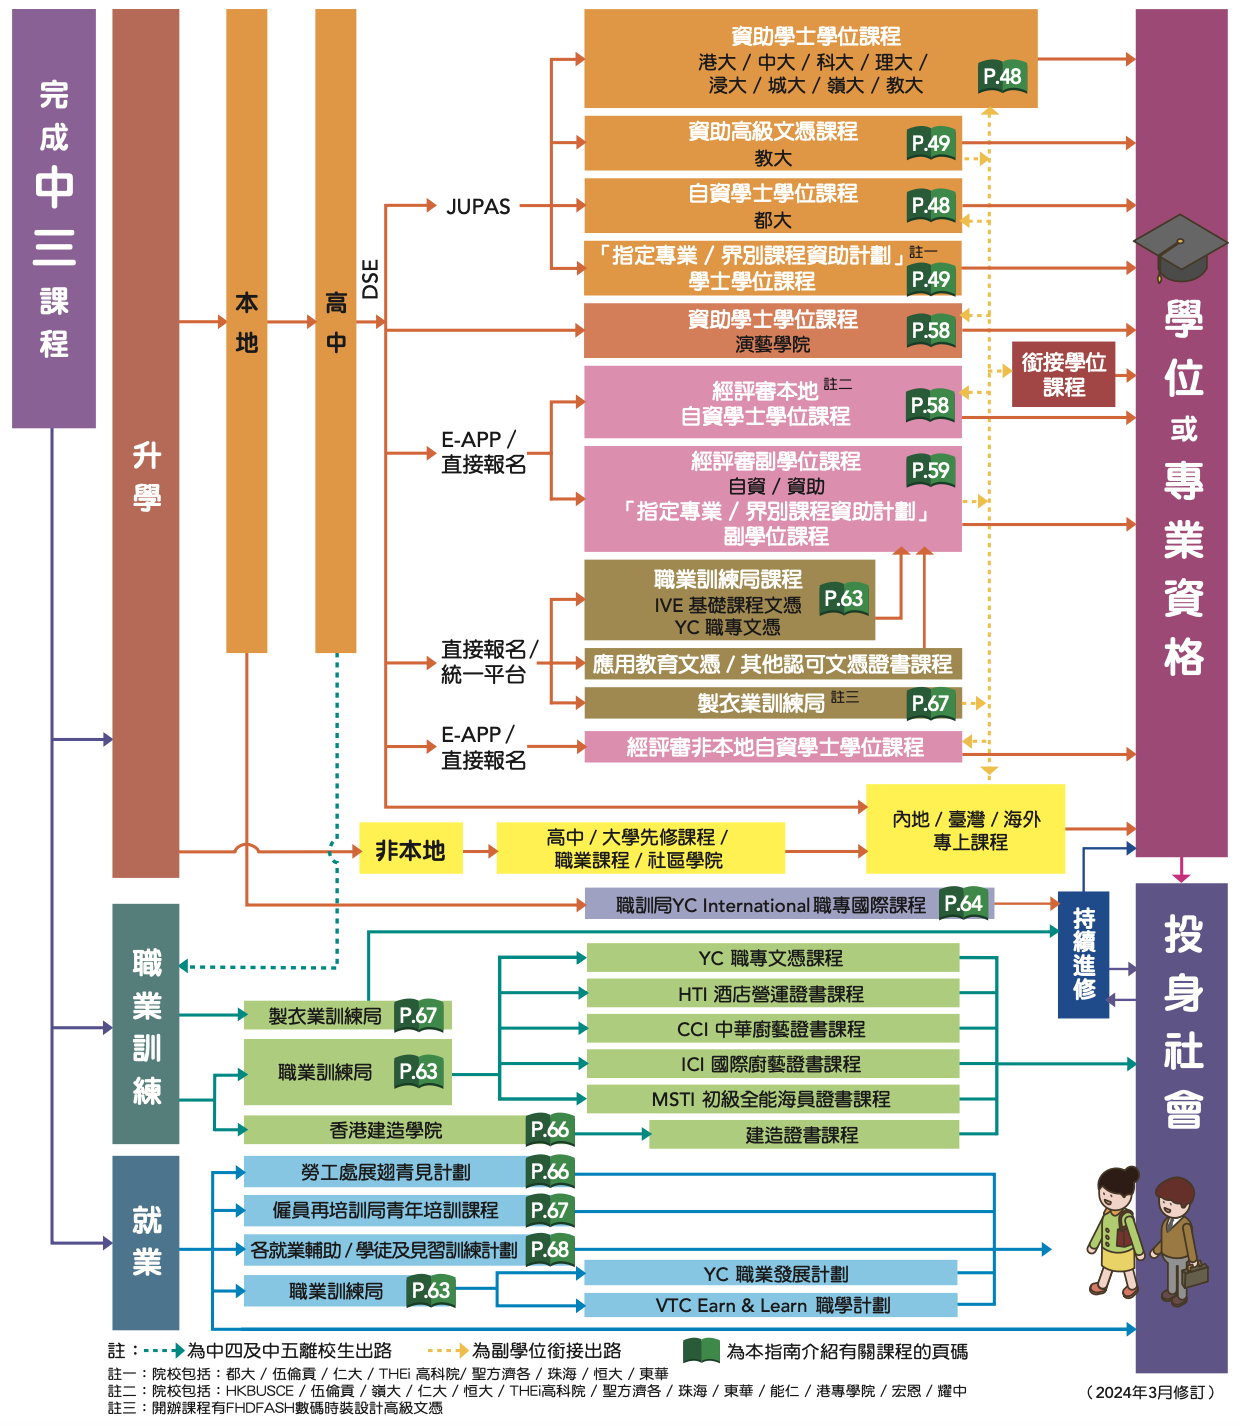 完成中三課程
升學
本地
高中
DSE
JUPAS
資助學士學位課程
港大 / 中大 / 科大 / 理大 /
浸大 / 城大 / 嶺大 / 教大
P.48
資助高級文憑課程
教大
P.49
自資學士學位課程
都大
P.48
「指定專業 / 界別課程資助計劃」註一
學士學位課程
P.49
資助學士學位課程
演藝學院
P.58
銜接學位
課程
E-APP /
直接報名
經評審本地 註二
自資學士學位課程
P.58
經評審副學位課程
自資 / 資助
「指定專業 / 界別課程資助計劃」
副學位課程
P.59
直接報名 /
統一平台
職業訓練局課程
IVE 基礎課程文憑
YC 職專文憑
P.63
應用教育文憑 / 其他認可文憑證書課程
製衣業訓練局 註三
P.67
E-APP /
直接報名
經評審非本地自資學士學位課程
內地 / 臺灣 / 海外
專上課程
非本地
高中 / 大學先修課程 /
職業課程 / 社區學院
職訓局YC International 職專國際課程
P.64
學位或專業資格
持續進修
投身社會
職業訓練
製衣業訓練局
P.67
職業訓練局
P.63
YC 職專文憑課程
HTI 酒店營運證書課程
CCI 中華廚藝證書課程
ICI 國際廚藝證書課程
MSTI 初級全能海員證書課程
香港建造學院
P.66
建造證書課程
就業
勞工處展翅青見計劃
P.66
僱員再培訓局青年培訓課程
P.67
各就業輔助 / 學徒及見習訓練計劃
P.68
職業訓練局
P.63
YC 職業發展計劃
VTC Earn & Learn 職學計劃
註：為中四及中五離校生出路
為副學位銜接出路
為本指南介紹有關課程的頁碼
註一：院校包括：都大 / 伍倫貢 / 仁大 / THEi 高科院/ 聖方濟各 / 珠海 / 恒大 / 東華
註二：院校包括：HKBUSCE / 伍倫貢 / 嶺大 / 仁大 / 恒大 / THEi高科院 / 聖方濟各 / 珠海 / 東華 / 能仁 / 港專學院 / 宏恩 / 耀中
註三：開辦課程有FHDFASH數碼時裝設計高級文憑
（2024年3月修訂）